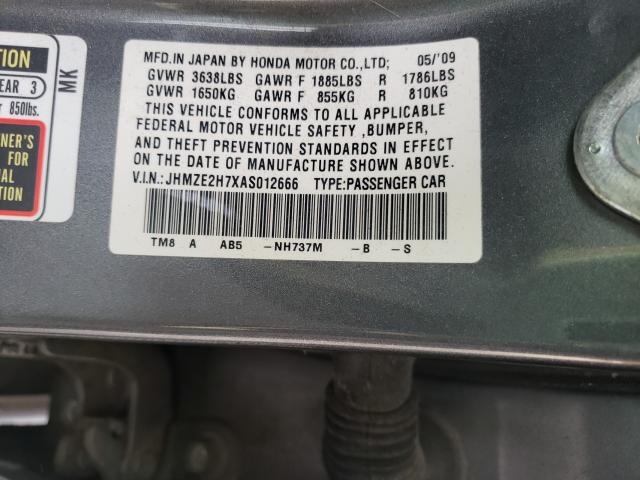 MFD.IN JAPAN BY HONDA MOTOR CO.,LTD; 05/'09
GVWR 3638LBS GAWR F 1885LBS R 1786LBS
GVWR 1650KG GAWR F 855KG R 810KG
THIS VEHICLE CONFORMS TO ALL APPLICABLE
FEDERAL MOTOR VEHICLE SAFETY ,BUMPER,
AND THEFT PREVENTION STANDARDS IN EFFECT
ON THE DATE OF MANUFACTURE SHOWN ABOVE.
V.I.N.:JHMZE2H7XAS012666 TYPE:PASSENGER CAR
TM8 A AB5 -NH737M -B -S
EAR 3
850lbs.
NER'S
FOR
MK